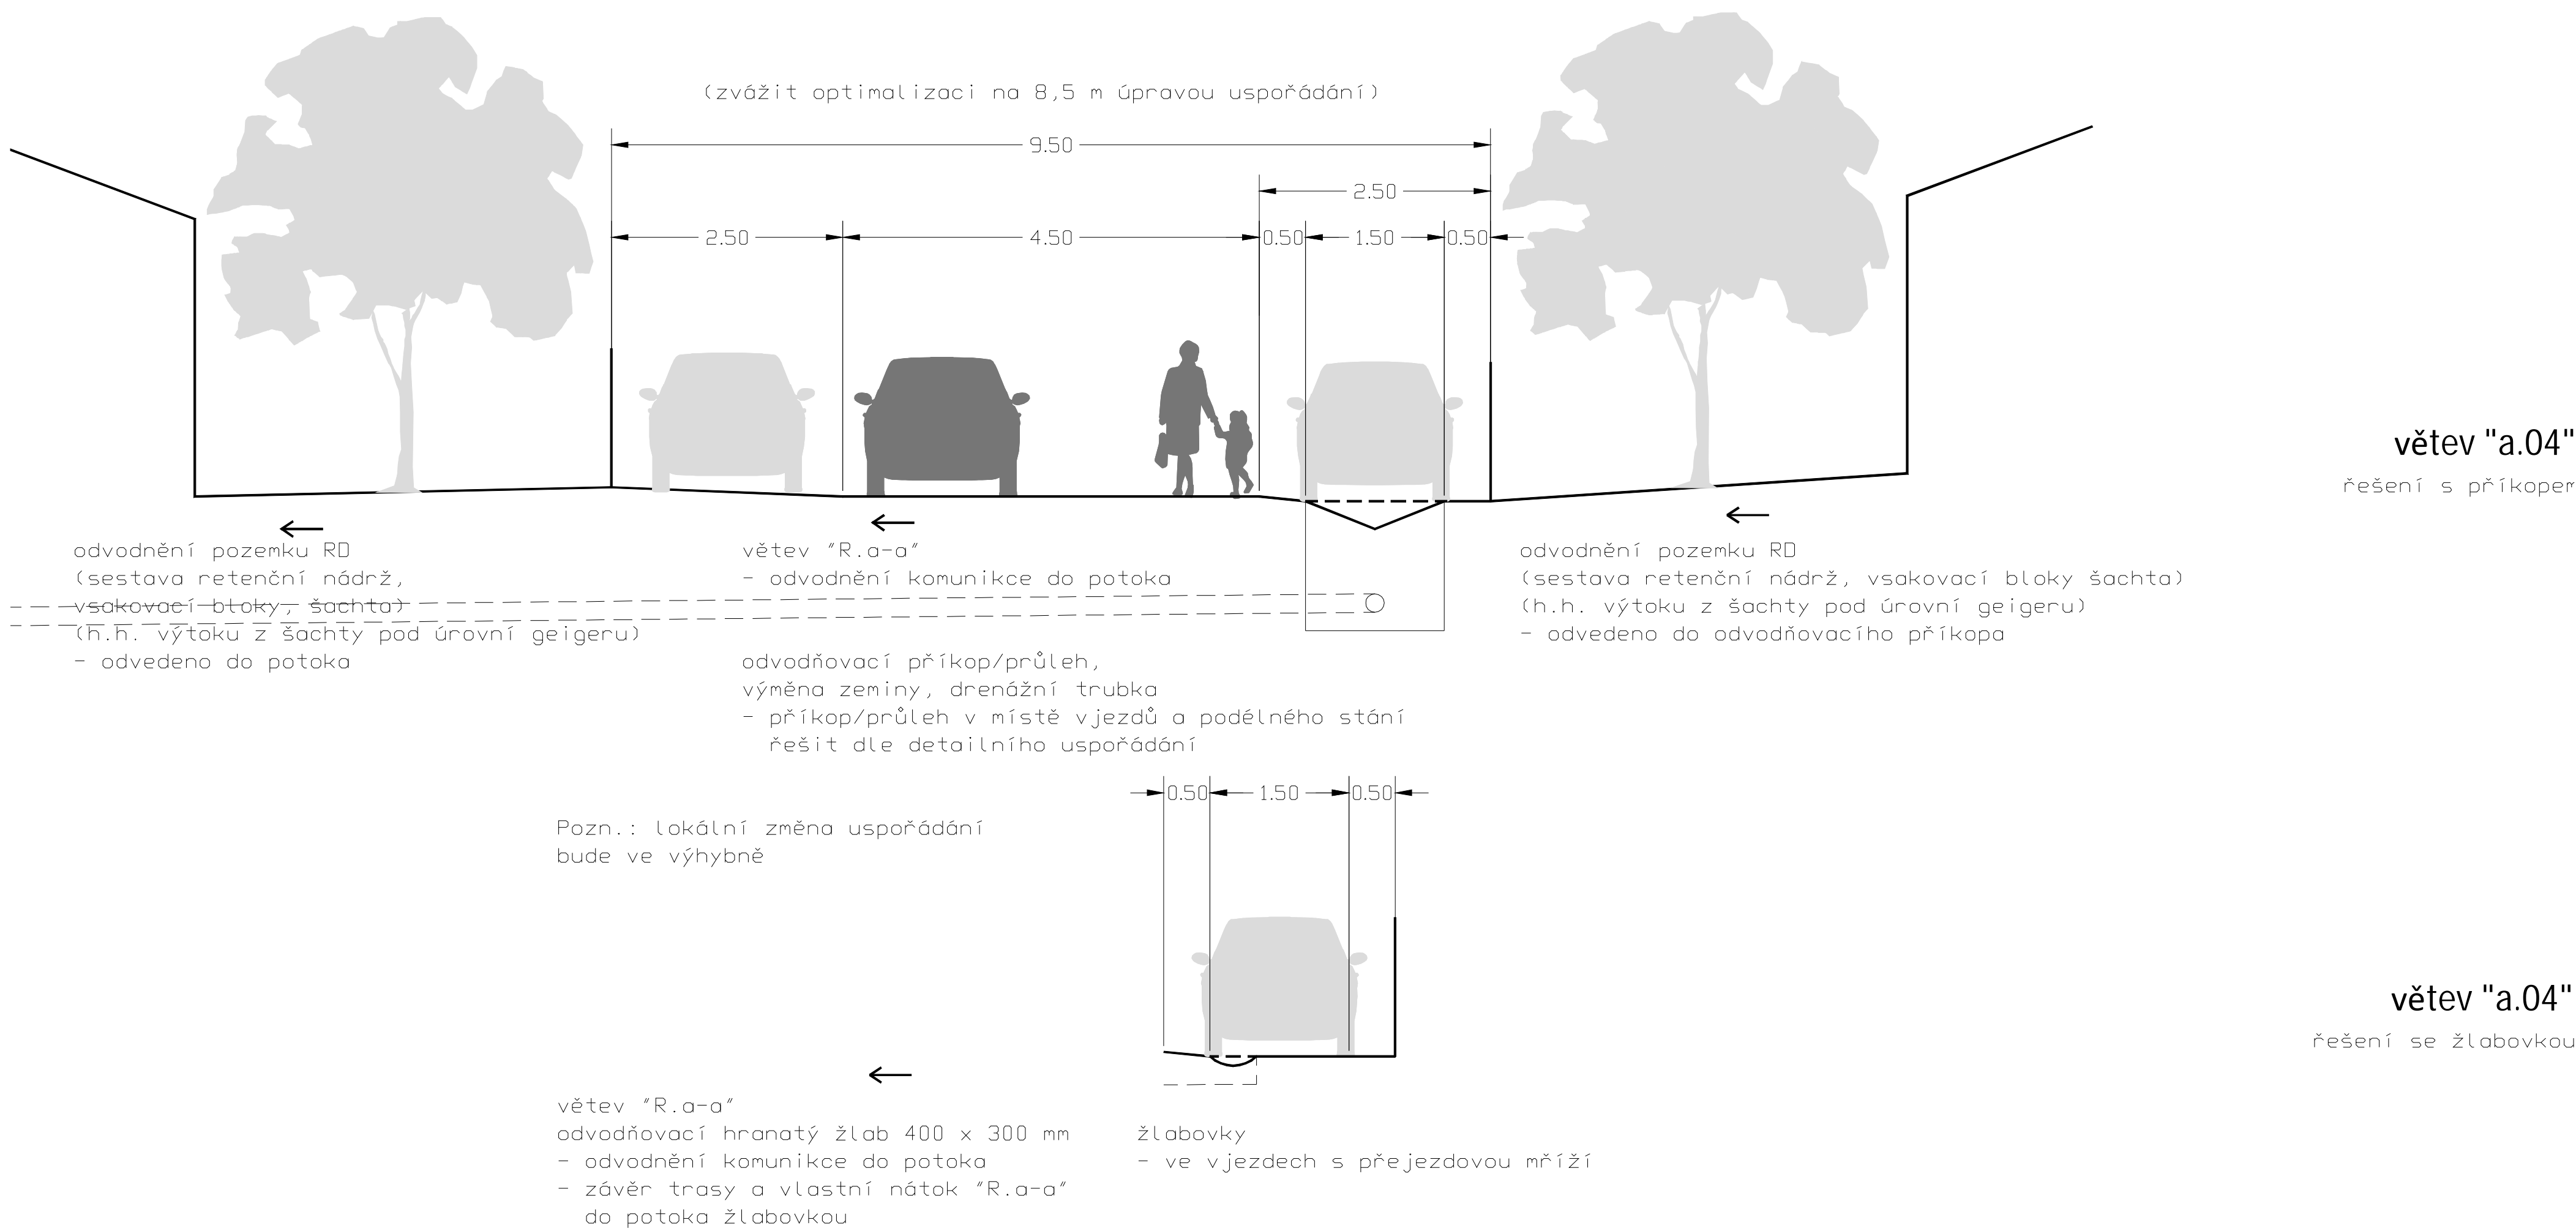 (zvážit optimalizaci na 8,5 m úpravou uspořádání)
9.50
2.50
2.50
4.50
0.50
1.50
0.50
větev "a.04"
řešení s příkopem
odvodnění pozemku RD
(sestava retenční nádrž,
vsakovací bloky, šachta)
(h.h. výtoku z šachty pod úrovní geigeru)
- odvedeno do potoka
větev "R.a-a"
- odvodnění komunikce do potoka
odvodnění pozemku RD
(sestava retenční nádrž, vsakovací bloky šachta)
(h.h. výtoku z šachty pod úrovní geigeru)
- odvedeno do odvodňovacího příkopa
odvodňovací příkop/průleh,
výměna zeminy, drenážní trubka
- příkop/průleh v místě vjezdů a podélného stání
řešit dle detailního uspořádání
0.50
1.50
0.50
Pozn.: lokální změna uspořádání
bude ve výhybně
větev "a.04"
řešení se žlabovkou
větev "R.a-a"
odvodňovací hranatý žlab 400 x 300 mm
- odvodnění komunikce do potoka
- závěr trasy a vlastní nátok "R.a-a"
do potoka žlabovkou
žlabovky
- ve vjezdech s přejezdovou mříží